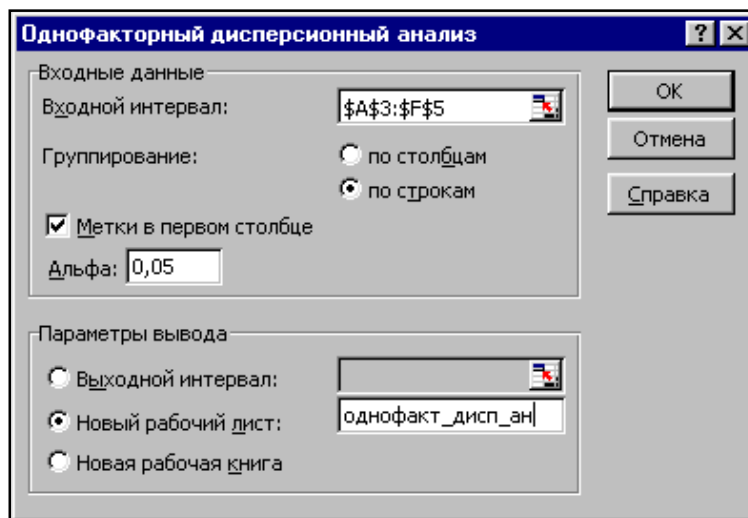 Однофакторный дисперсионный анализ
Входные данные
Входной интервал: $A$3:$F$5
Группирование: по столбцам
по строкам
Метки в первом столбце
Альфа: 0,05
OK
Отмена
Справка
Параметры вывода
Выходной интервал:
Новый рабочий лист: однофакт_дисп_ан
Новая рабочая книга